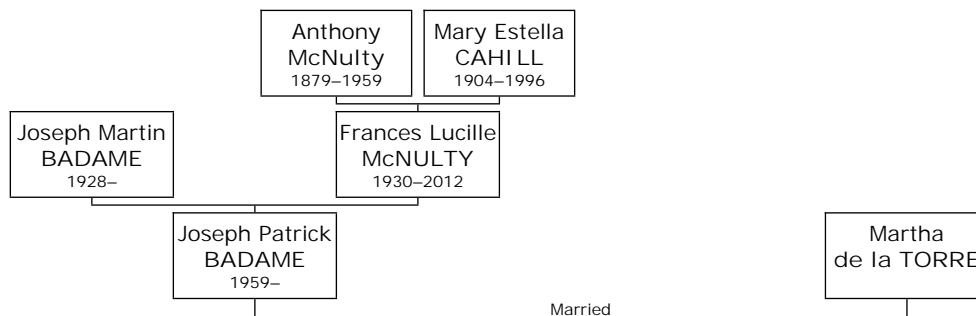 Anthony
McNulty
1879–1959
Mary Estella
CAHILL
1904–1996
Joseph Martin
BADAME
1928–
Frances Lucille
McNULTY
1930–2012
Joseph Patrick
BADAME
1959–
Martha
de la TORRE
Married